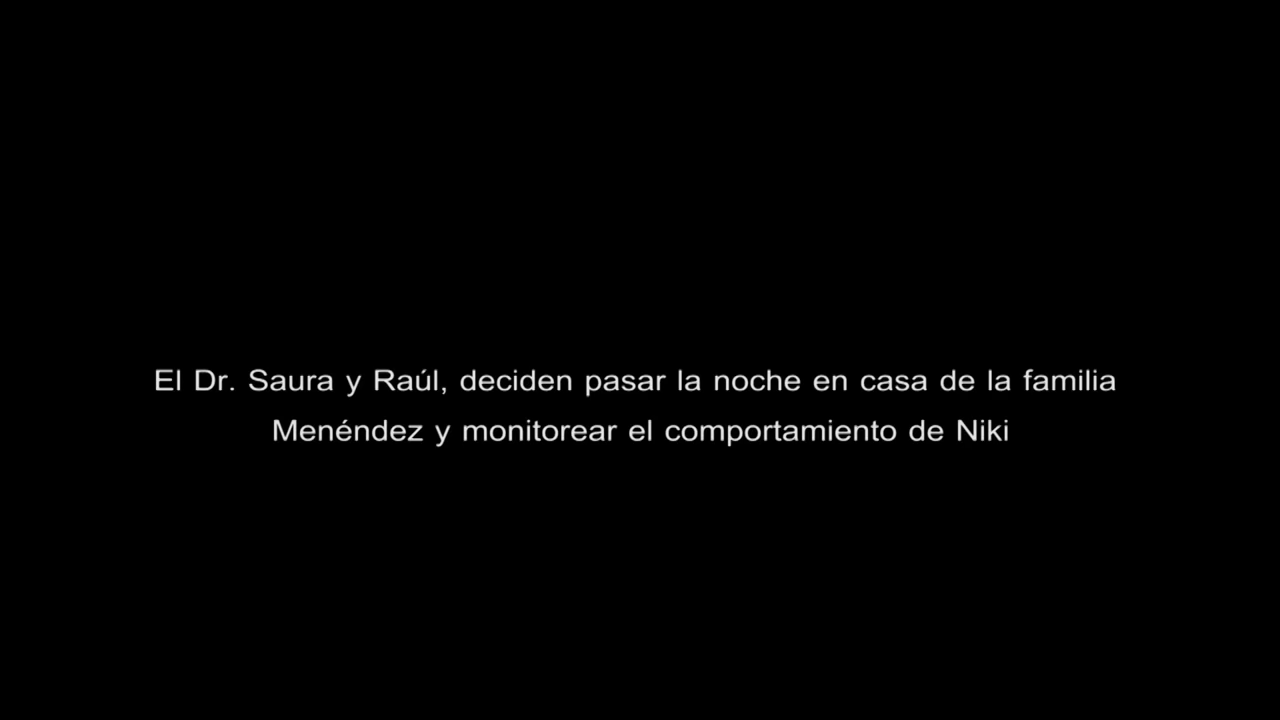 El Dr. Saura y Raúl, deciden pasar la noche en casa de la familia
Menéndez y monitorear el comportamiento de Niki